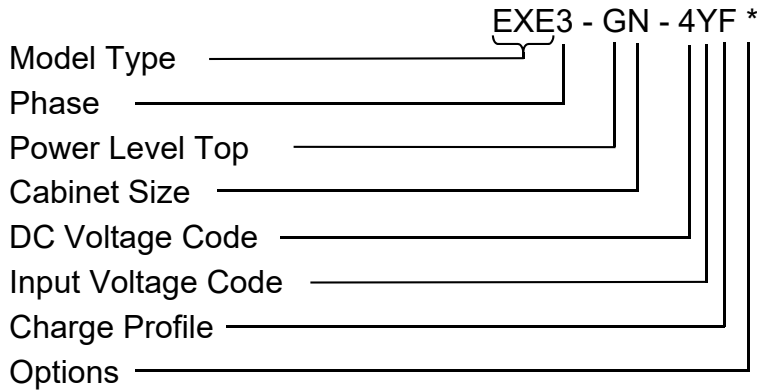 EXE3 - GN - 4YF *
Model Type
Phase
Power Level Top
Cabinet Size
DC Voltage Code
Input Voltage Code
Charge Profile
Options